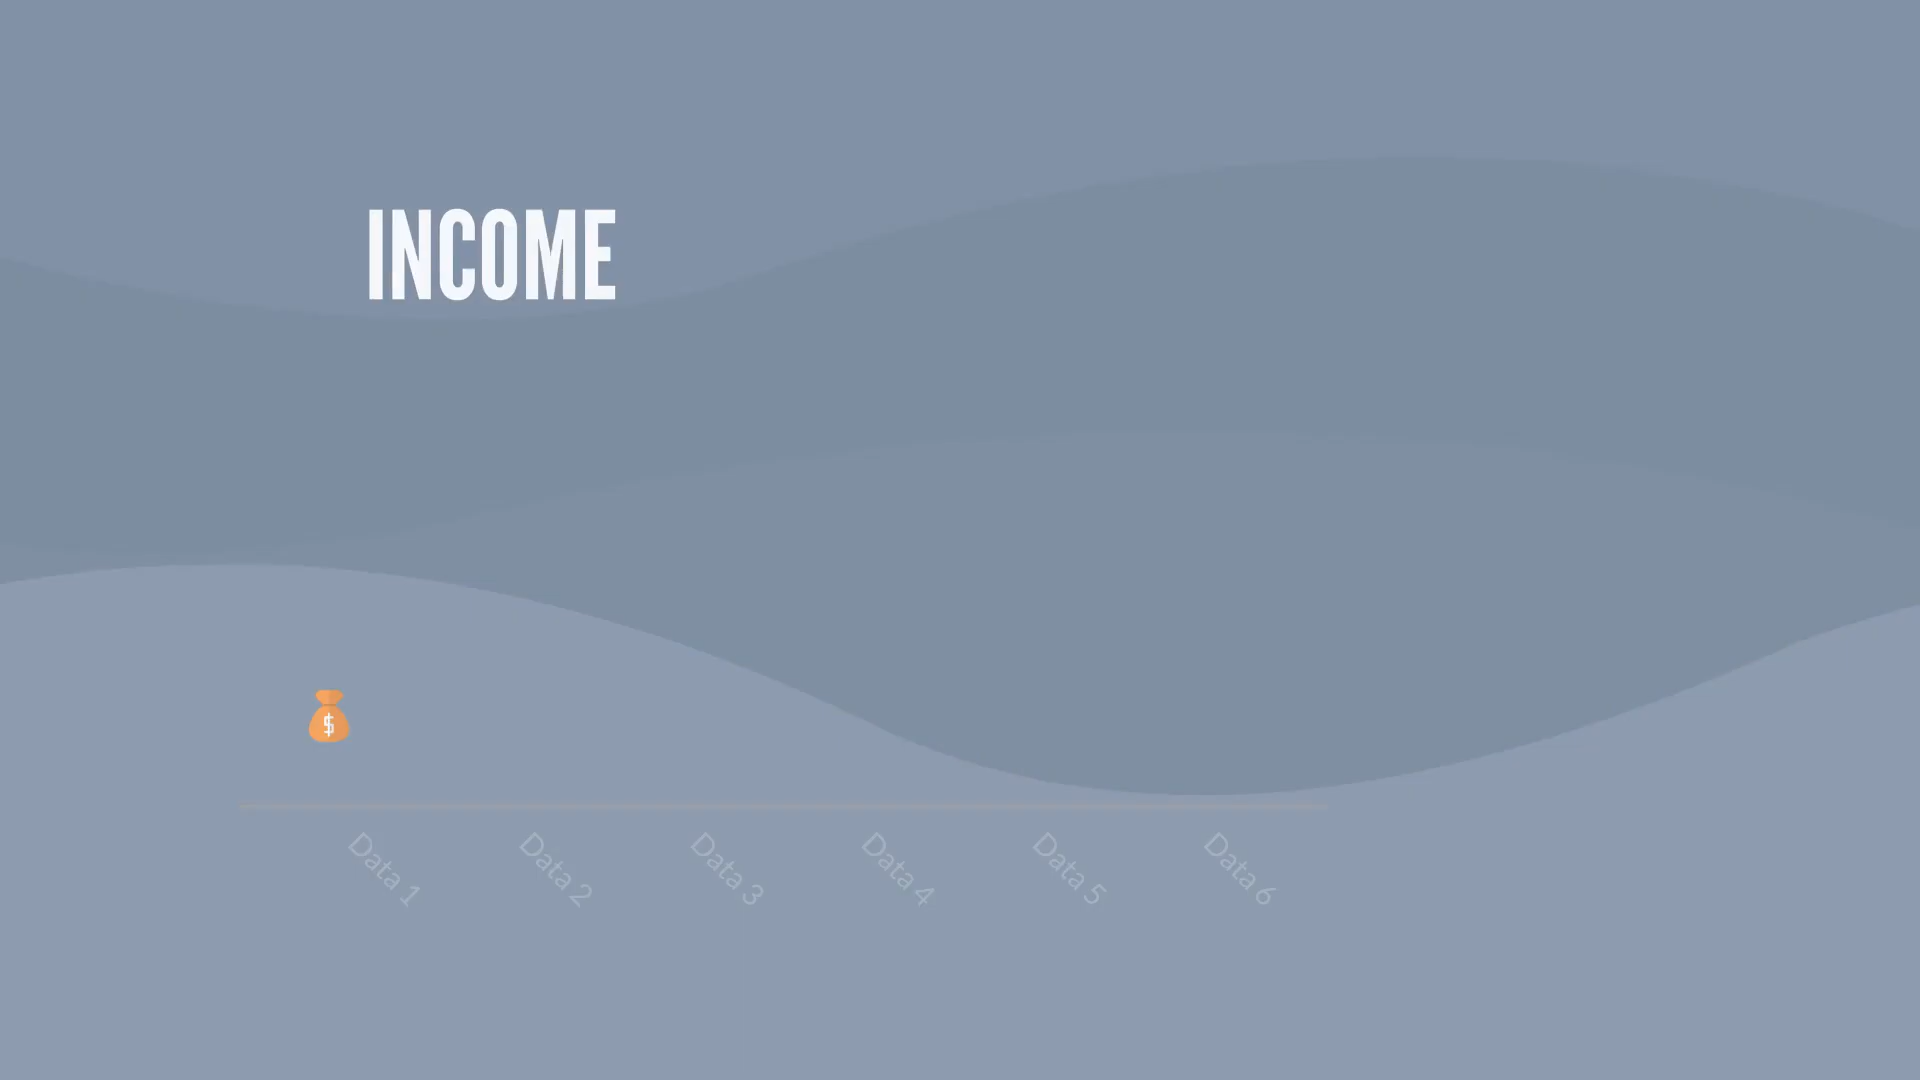 INCOME
$
Data 1
Data 2
Data 3
Data 4
Data 5
Data 6